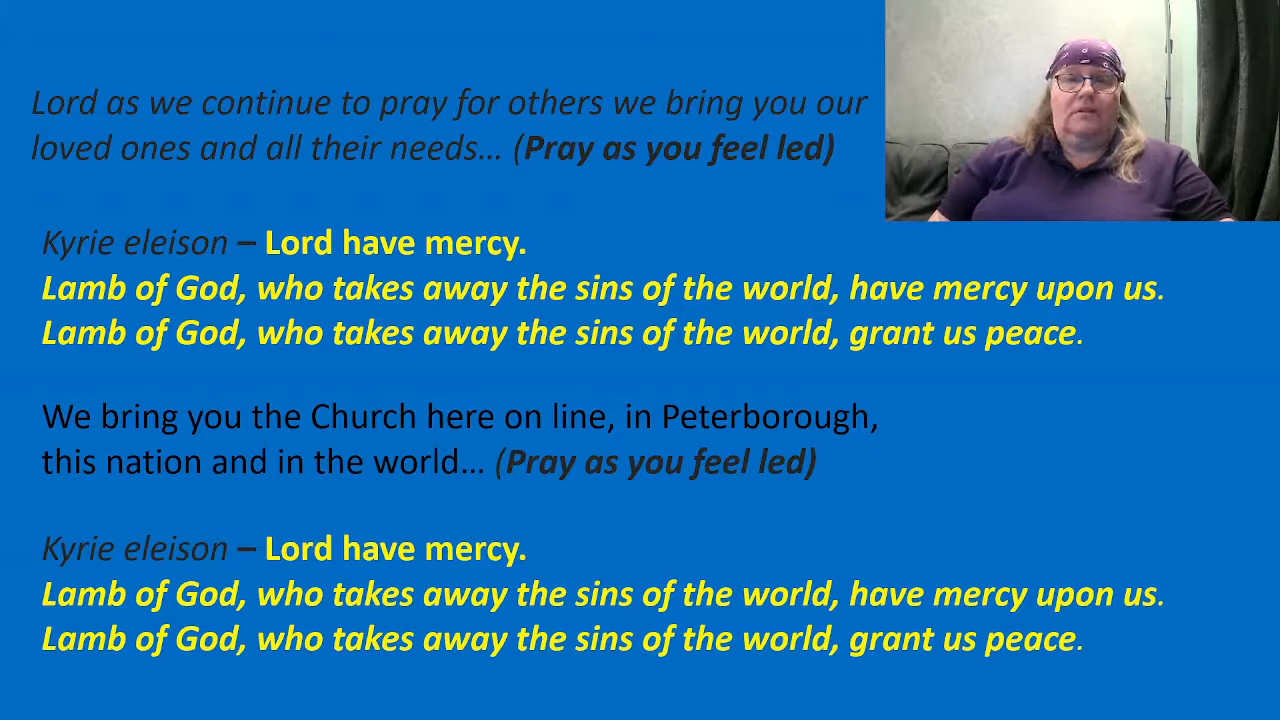 Lord as we continue to pray for others we bring you our
loved ones and all their needs... (Pray as you feel led)
Kyrie eleison – Lord have mercy.
Lamb of God, who takes away the sins of the world, have mercy upon us.
Lamb of God, who takes away the sins of the world, grant us peace.
We bring you the Church here on line, in Peterborough,
this nation and in the world... (Pray as you feel led)
Kyrie eleison – Lord have mercy.
Lamb of God, who takes away the sins of the world, have mercy upon us.
Lamb of God, who takes away the sins of the world, grant us peace.